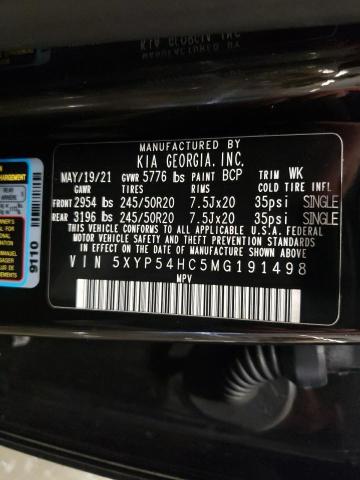 MANUFACTURED BY
KIA GEORGIA, INC.
MAY/19/21 GVWR 5776 lbs PAINT BCP TRIM WK
GAWR TIRES RIMS COLD TIRE INFL.
FRONT 2954 lbs 245/50R20 7.5Jx20 35psi SINGLE
REAR 3196 lbs 245/50R20 7.5Jx20 35psi SINGLE
THIS VEHICLE CONFORMS TO ALL APPLICABLE U.S.A. FEDERAL
MOTOR VEHICLE SAFETY, BUMPER, AND THEFT PREVENTION STANDARDS
IN EFFECT ON THE DATE OF MANUFACTURE SHOWN ABOVE
VIN 5XYP54HC5MG191498
MPV
9110